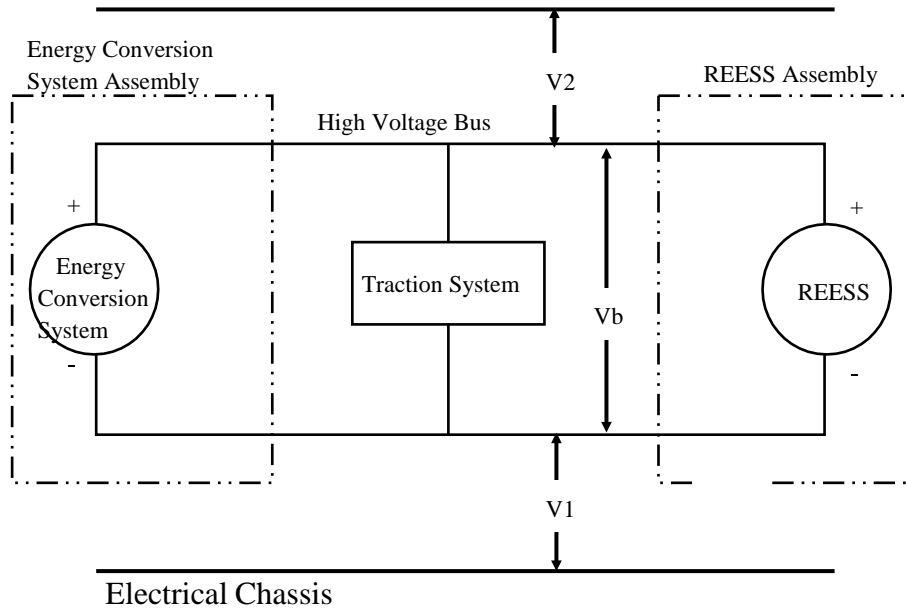 Energy Conversion
System Assembly
V2
REESS Assembly
High Voltage Bus
+
+
Energy
Conversion
System
Traction System
REESS
Vb
-
-
V1
Electrical Chassis